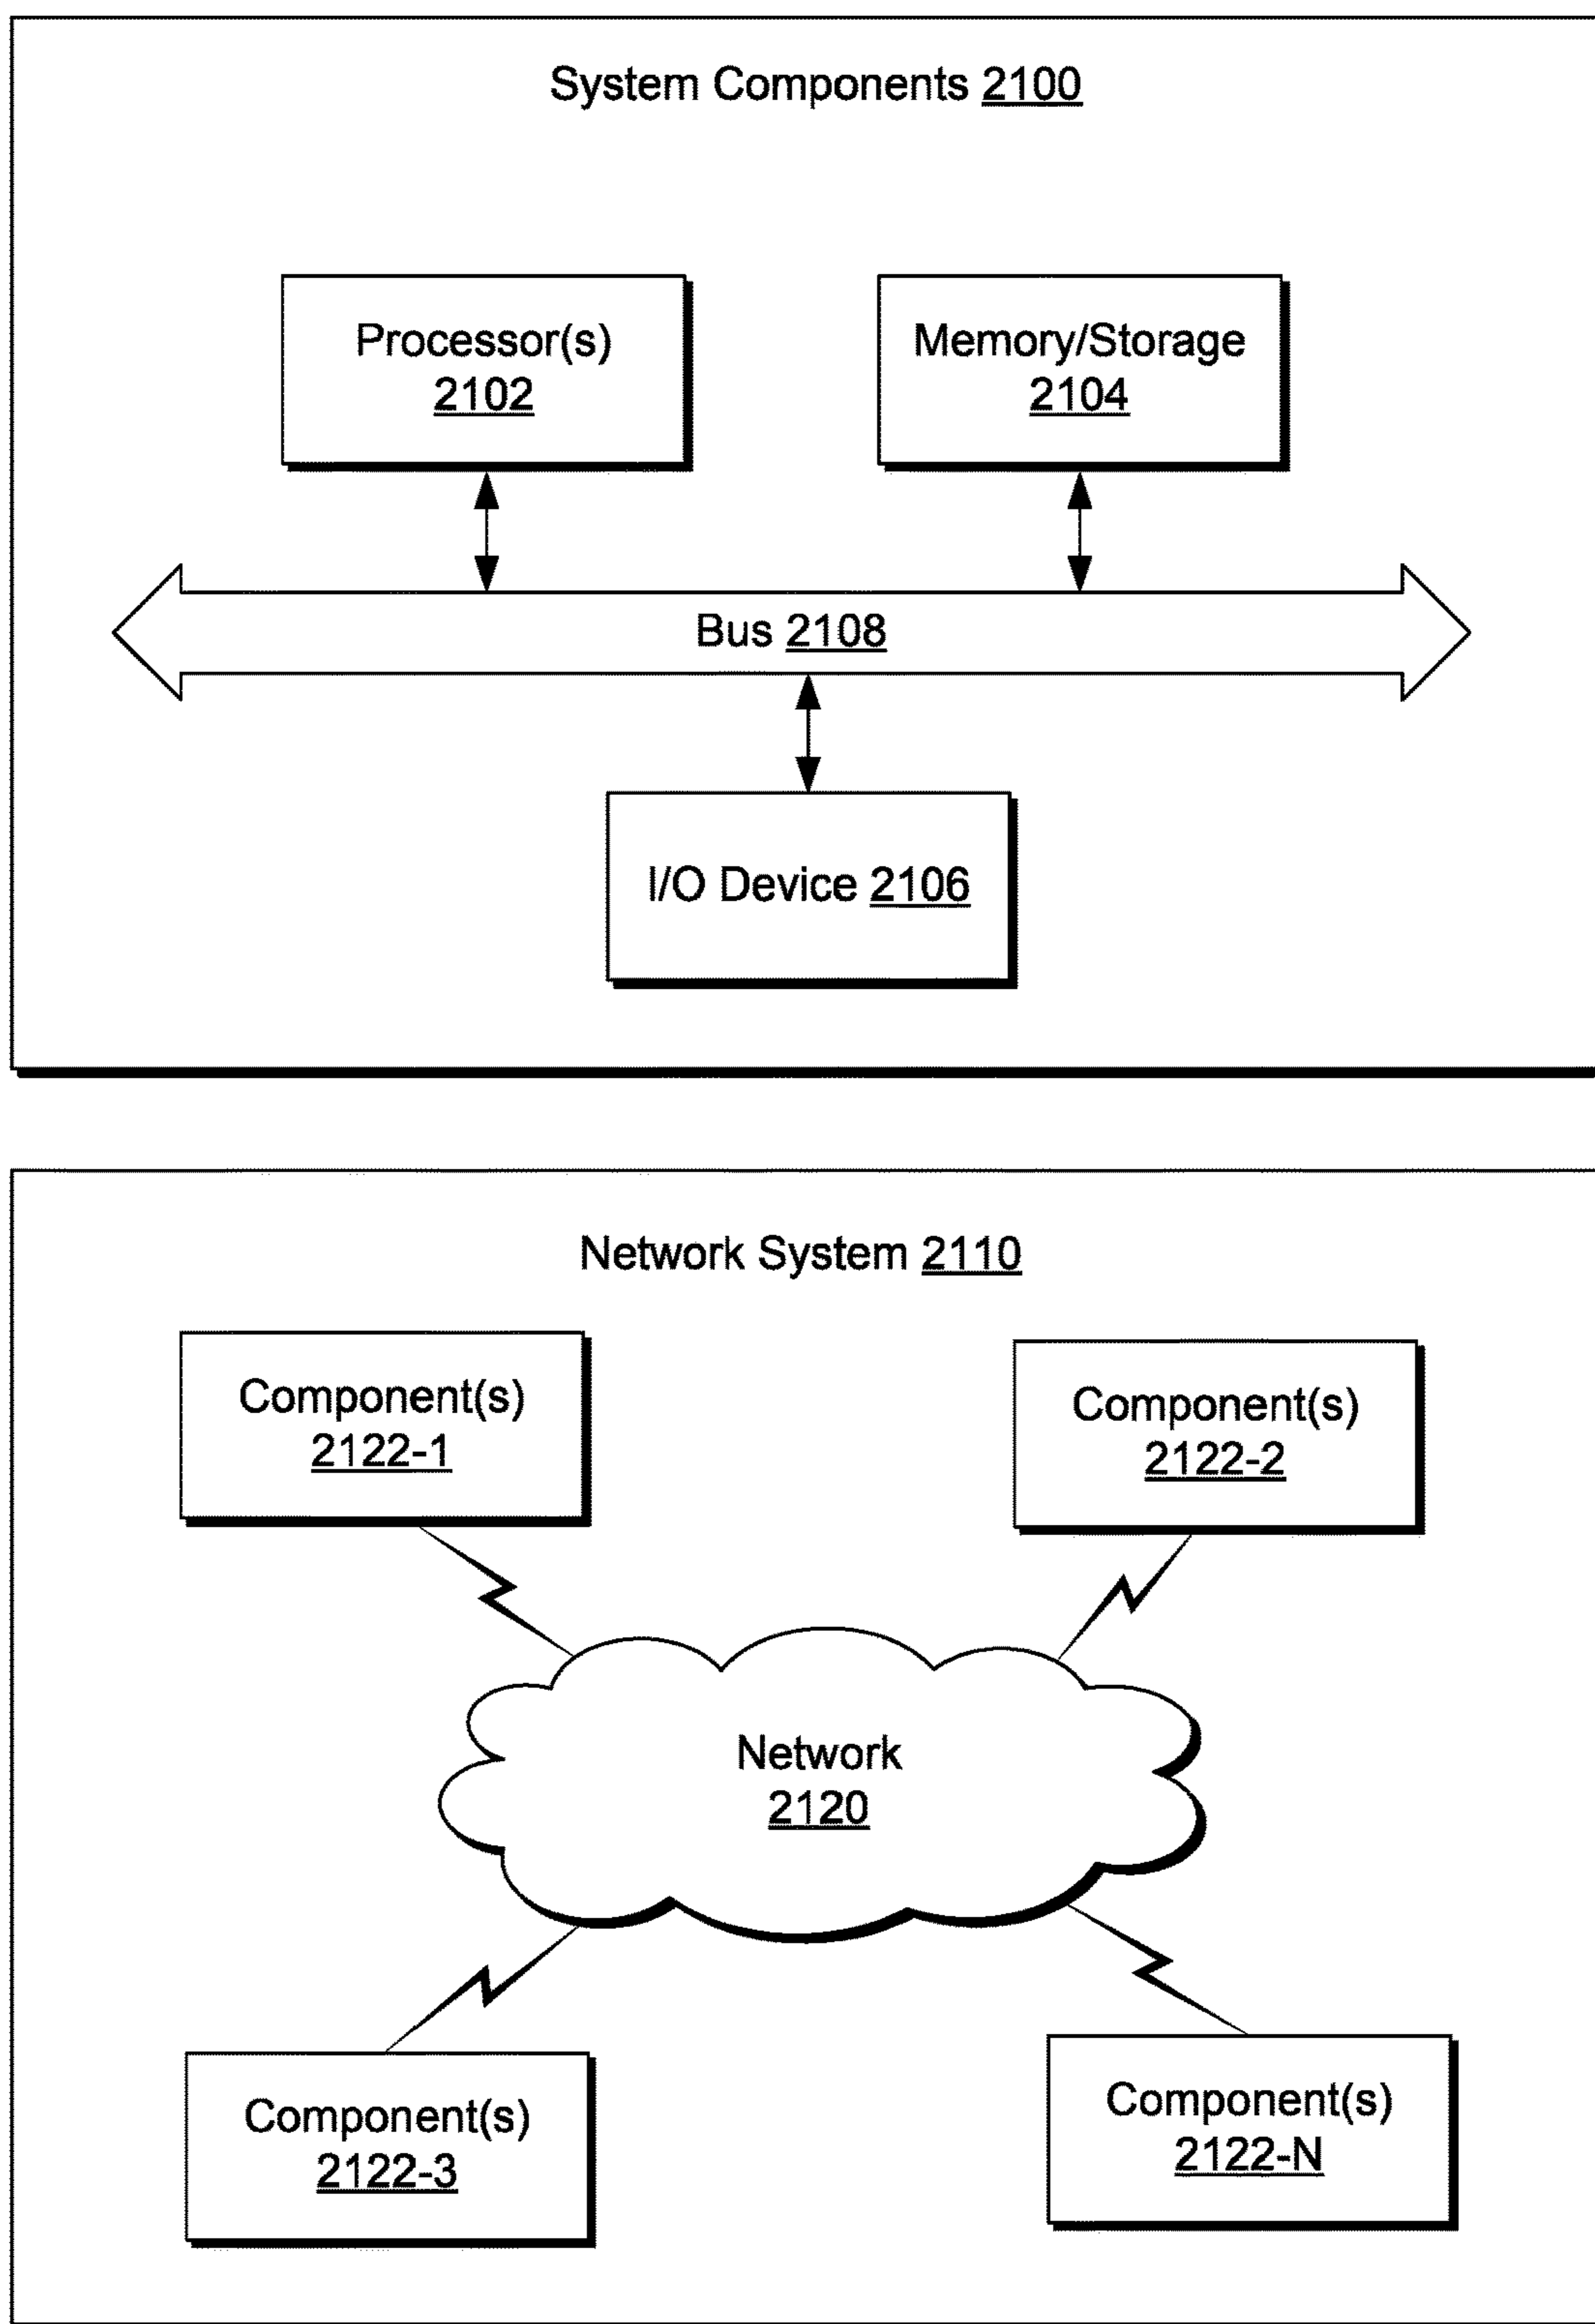 System Components 2100
Processor(s)
2102
Memory/Storage
2104
Bus 2108
I/O Device 2106
Network System 2110
Component(s)
2122-1
Component(s)
2122-2
Network
2120
Component(s)
2122-3
Component(s)
2122-N